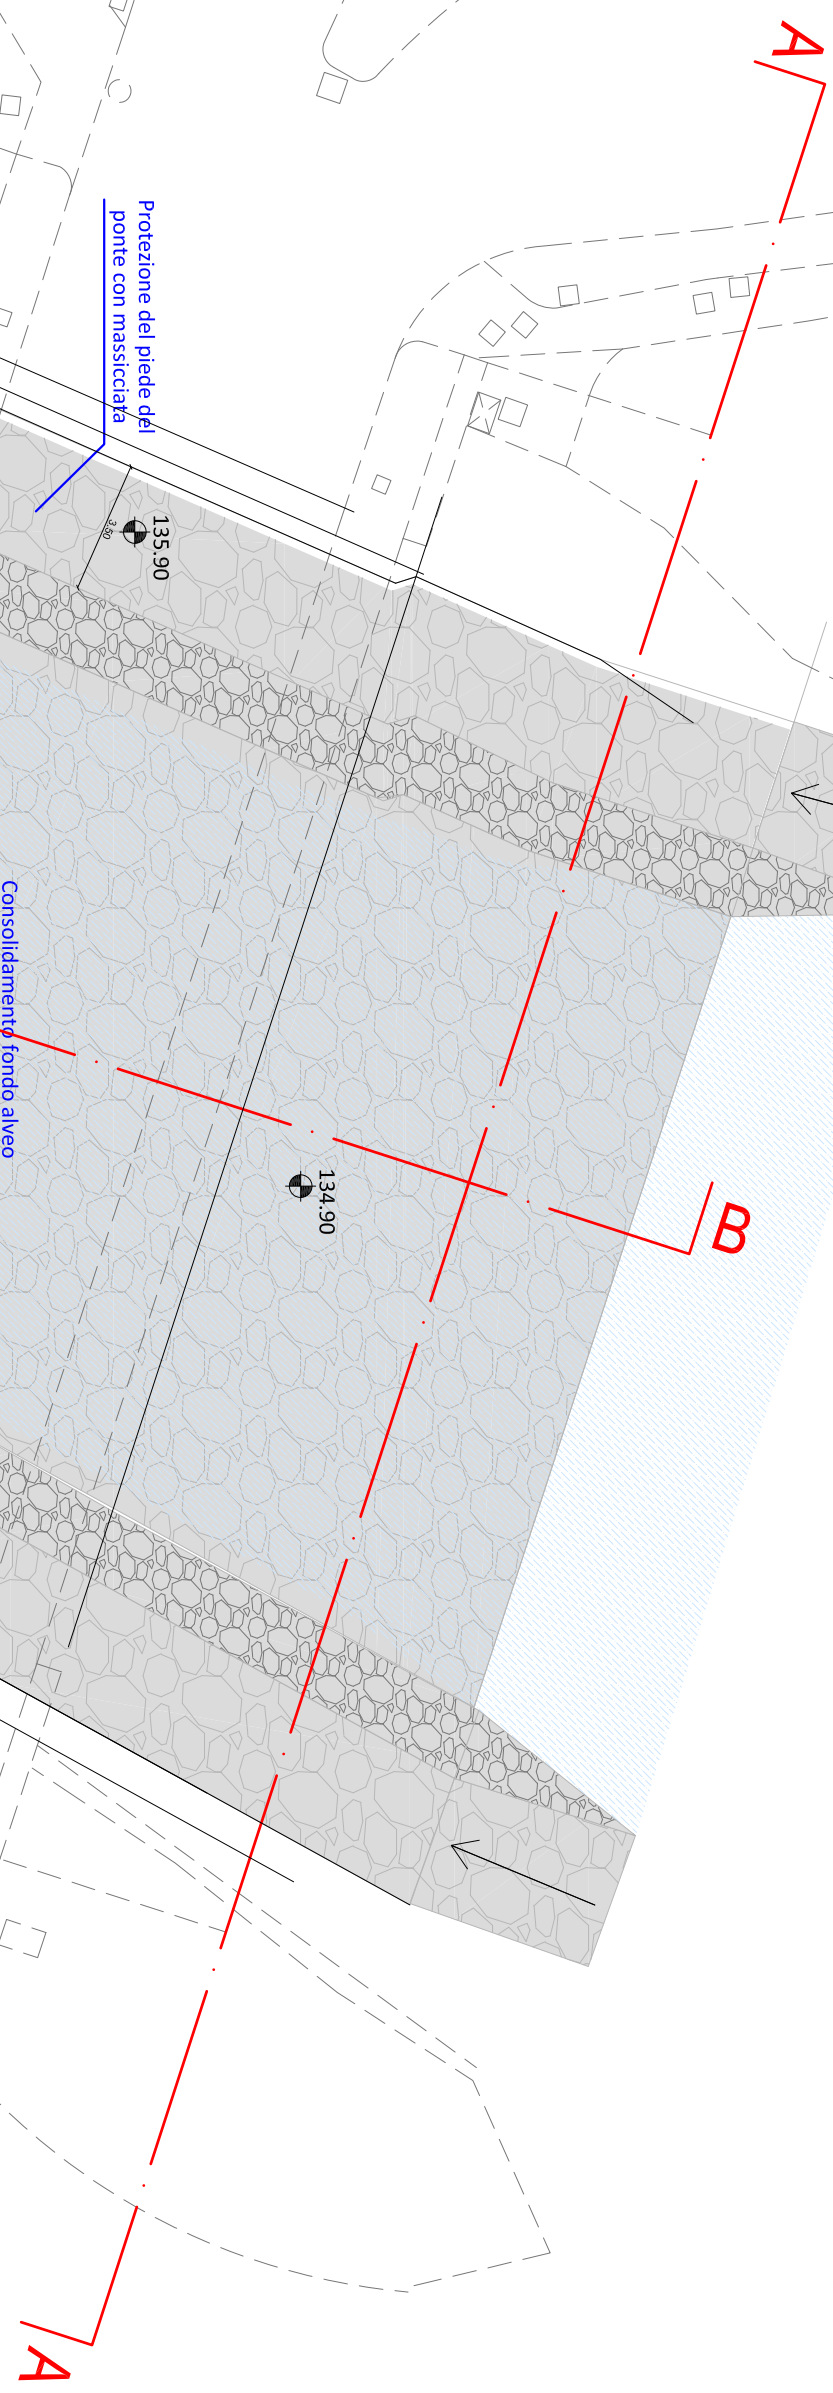 A
Protezione del piede del
ponte con massicciata
135.90
3.50
Consolidamento fondo alveo
134.90
B
A